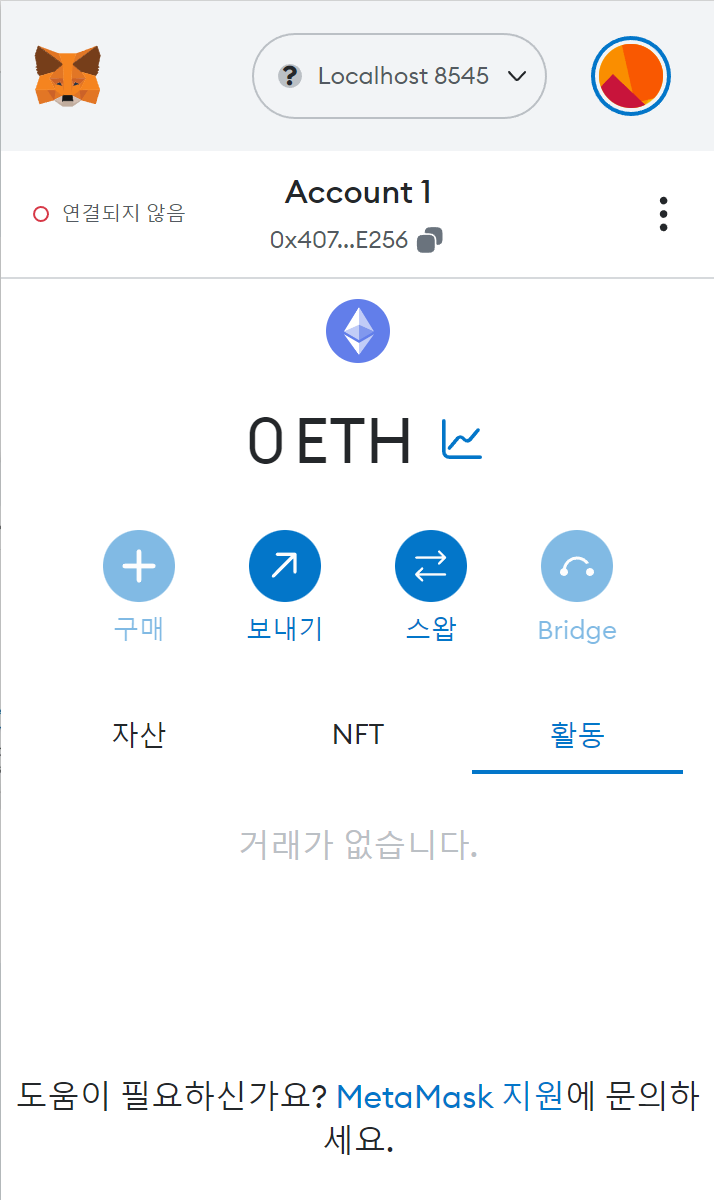 Localhost 8545
연결되지 않음
Account 1
0x407...E256
0 ETH
구매
보내기
스왑
Bridge
자산
NFT
활동
거래가 없습니다.
도움이 필요하신가요? MetaMask 지원에 문의하
세요.